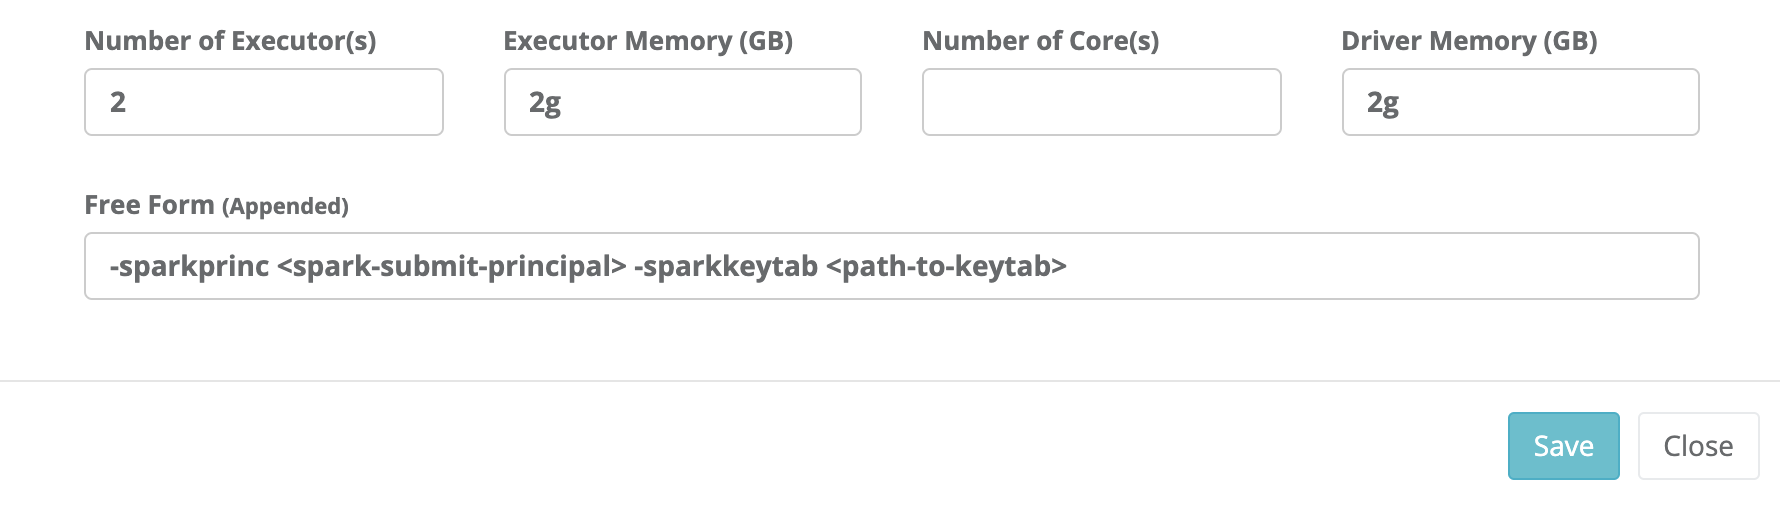 Number of Executor(s) Executor Memory (GB) Number of Core(s) Driver Memory (GB)
2 2g 2g
Free Form (Appended)
-sparkprinc <spark-submit-principal> -sparkkeytab <path-to-keytab>
Save Close